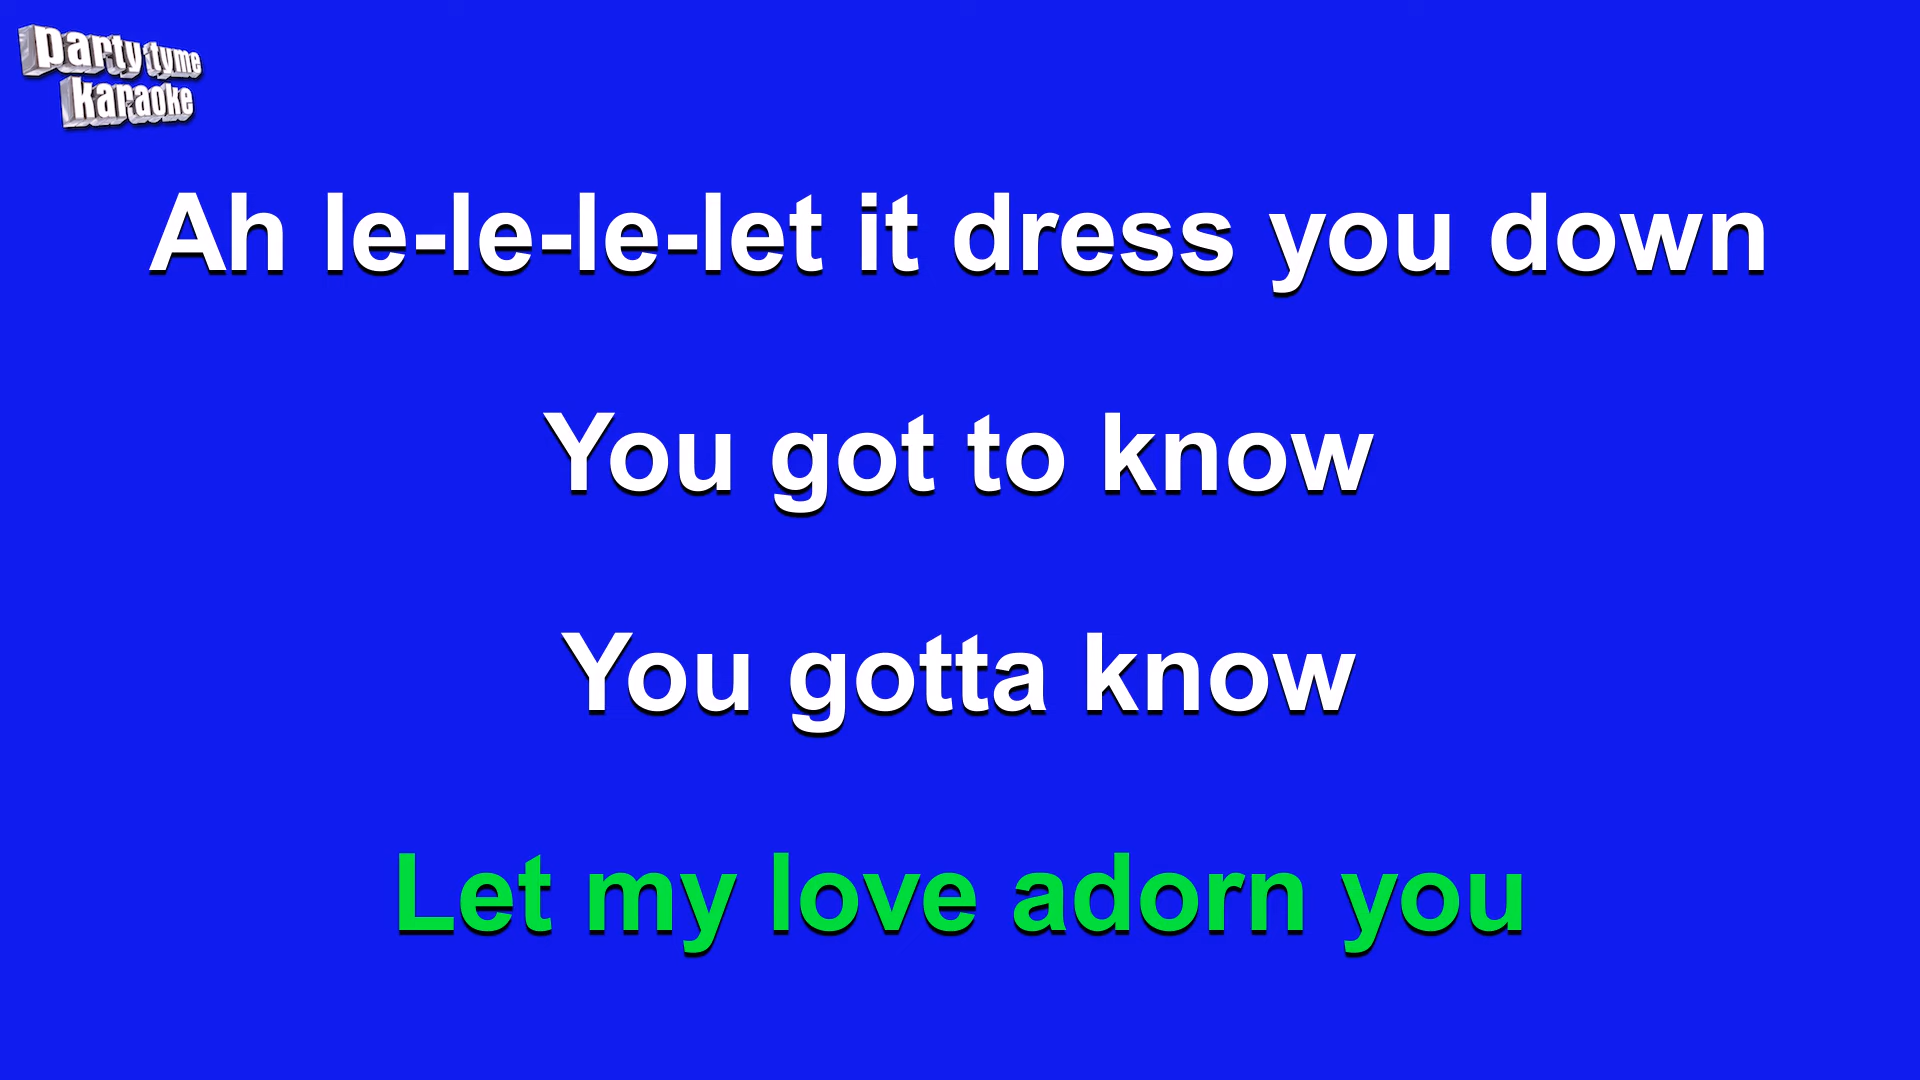 party tyme
karaoke
Ah le-le-le-let it dress you down
You got to know
You gotta know
Let my love adorn you